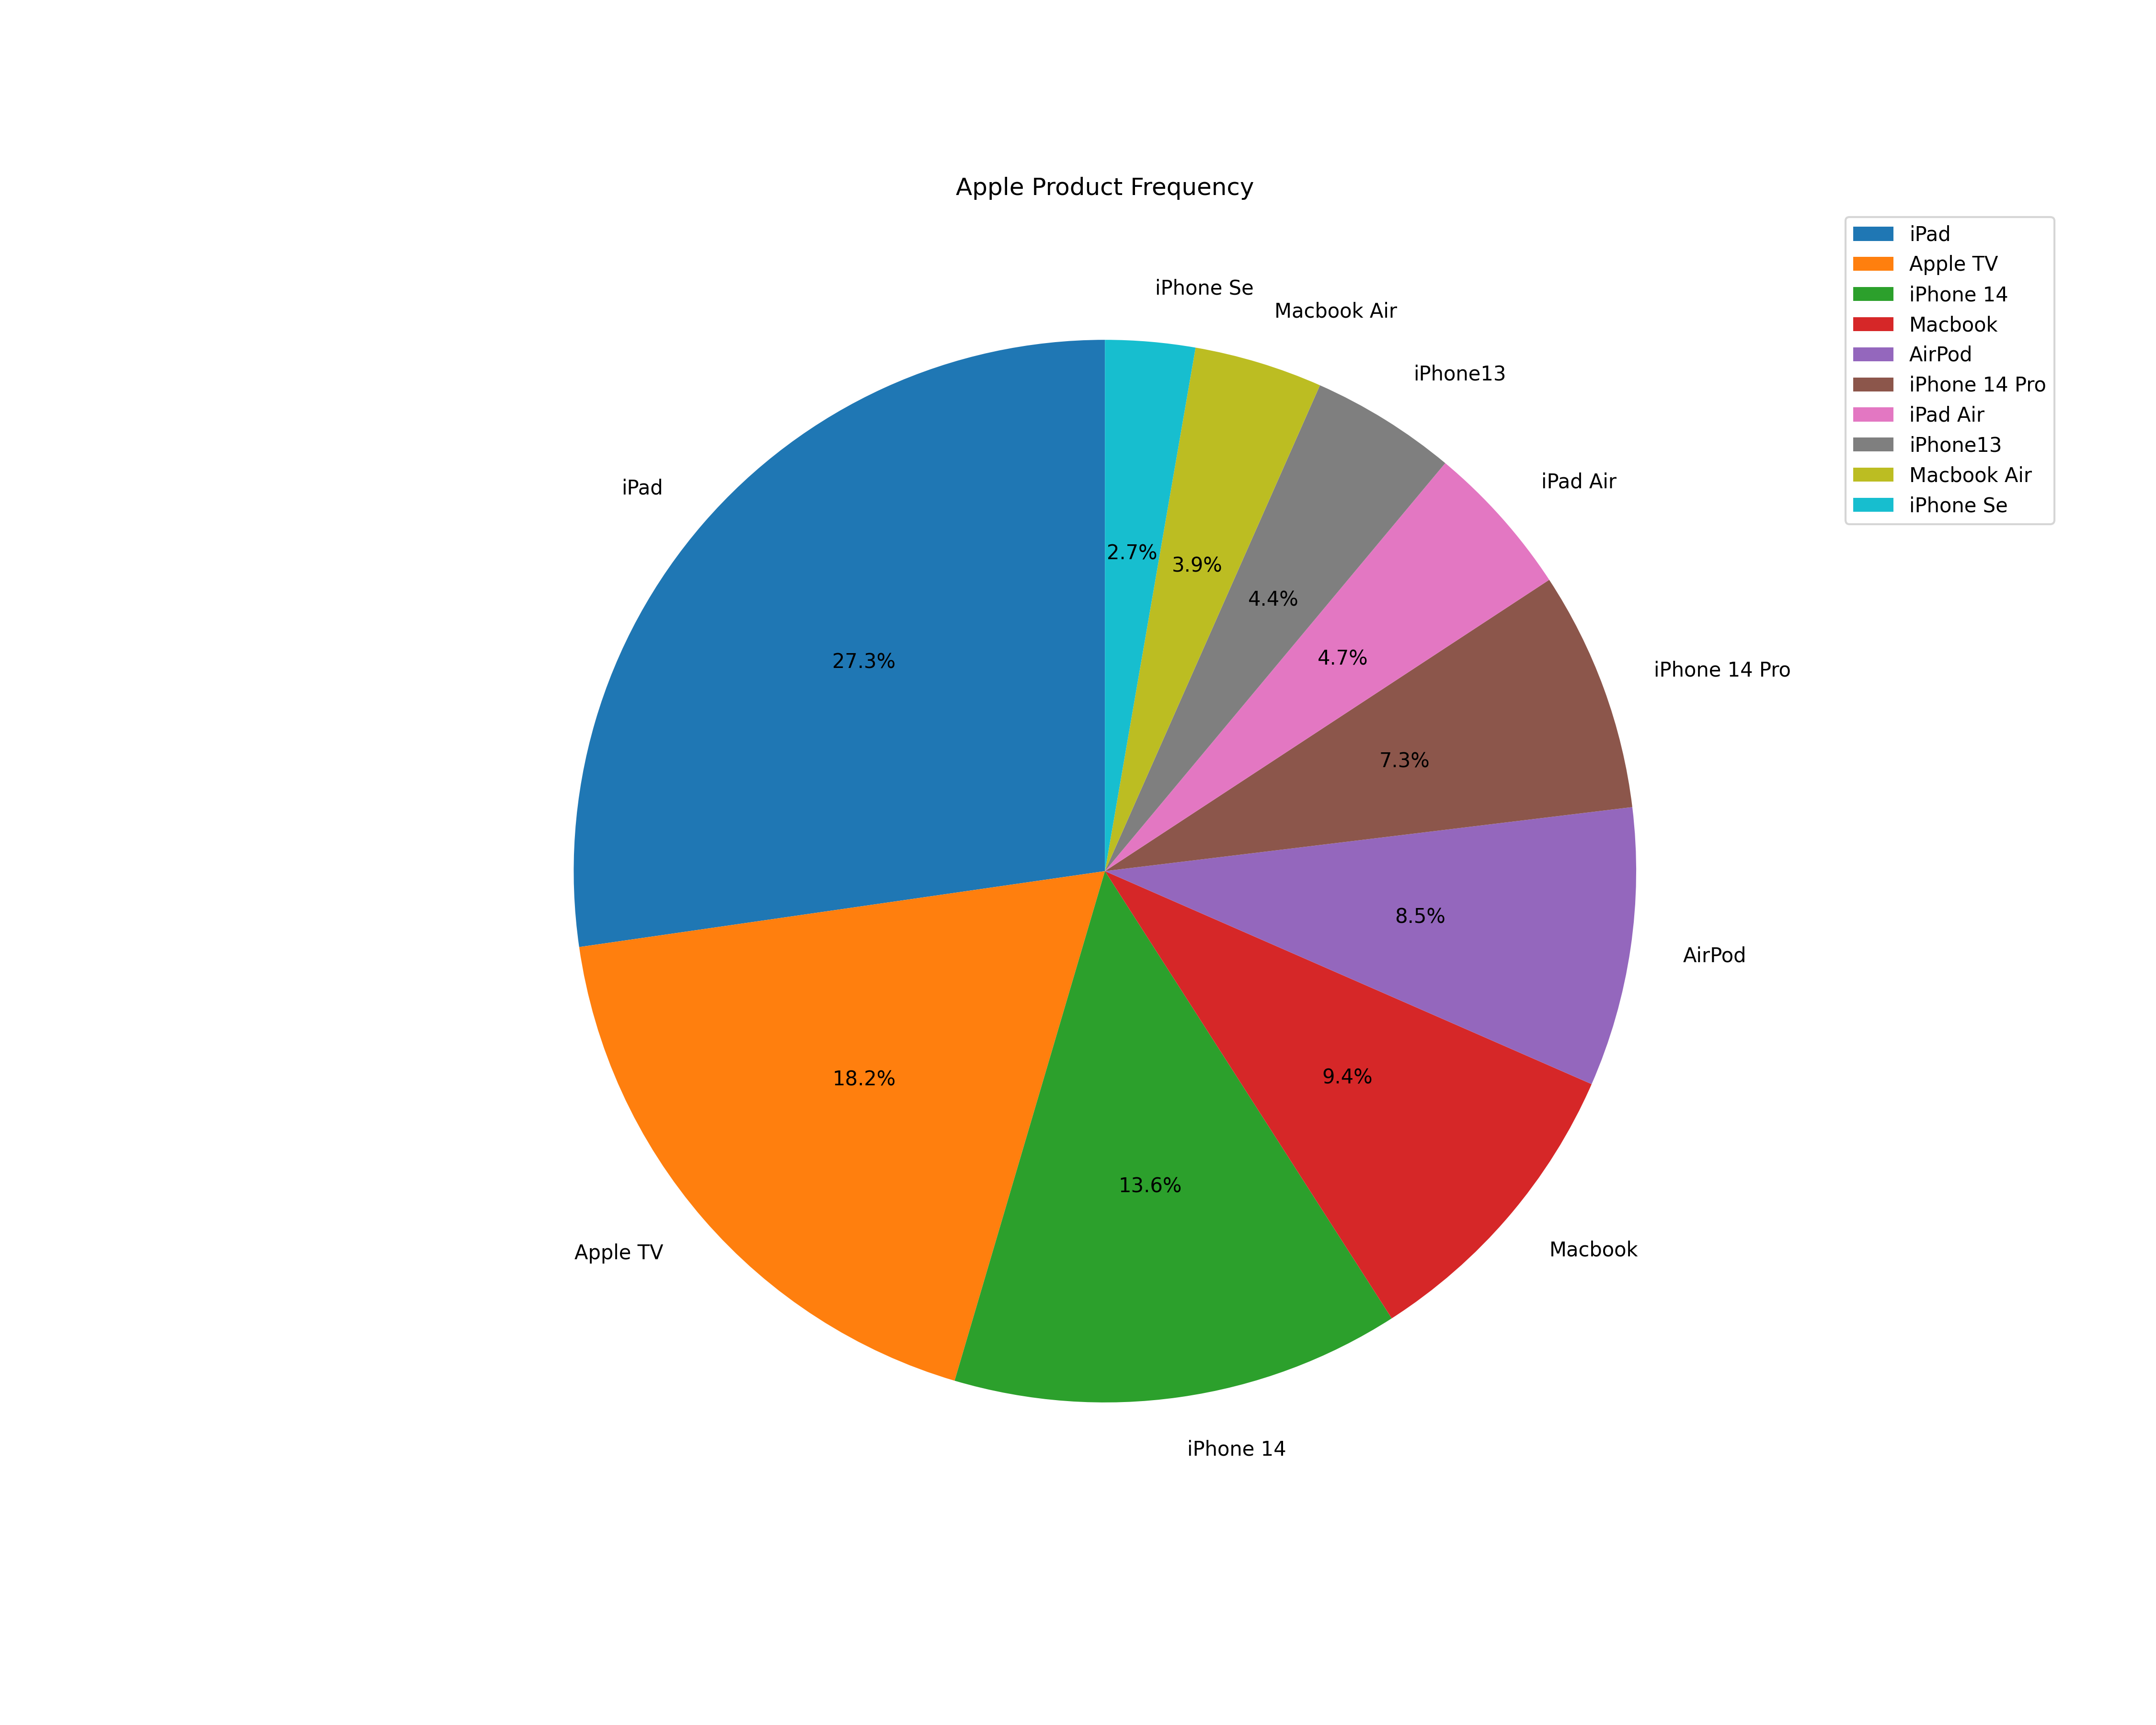 Apple Product Frequency
iPad
Apple TV
iPhone 14
Macbook
AirPod
iPhone 14 Pro
iPad Air
iPhone13
Macbook Air
iPhone Se
iPhone Se
Macbook Air
iPhone13
iPad Air
iPad
iPhone 14 Pro
AirPod
Macbook
iPhone 14
Apple TV
2.7%
3.9%
4.4%
4.7%
27.3%
7.3%
8.5%
9.4%
18.2%
13.6%